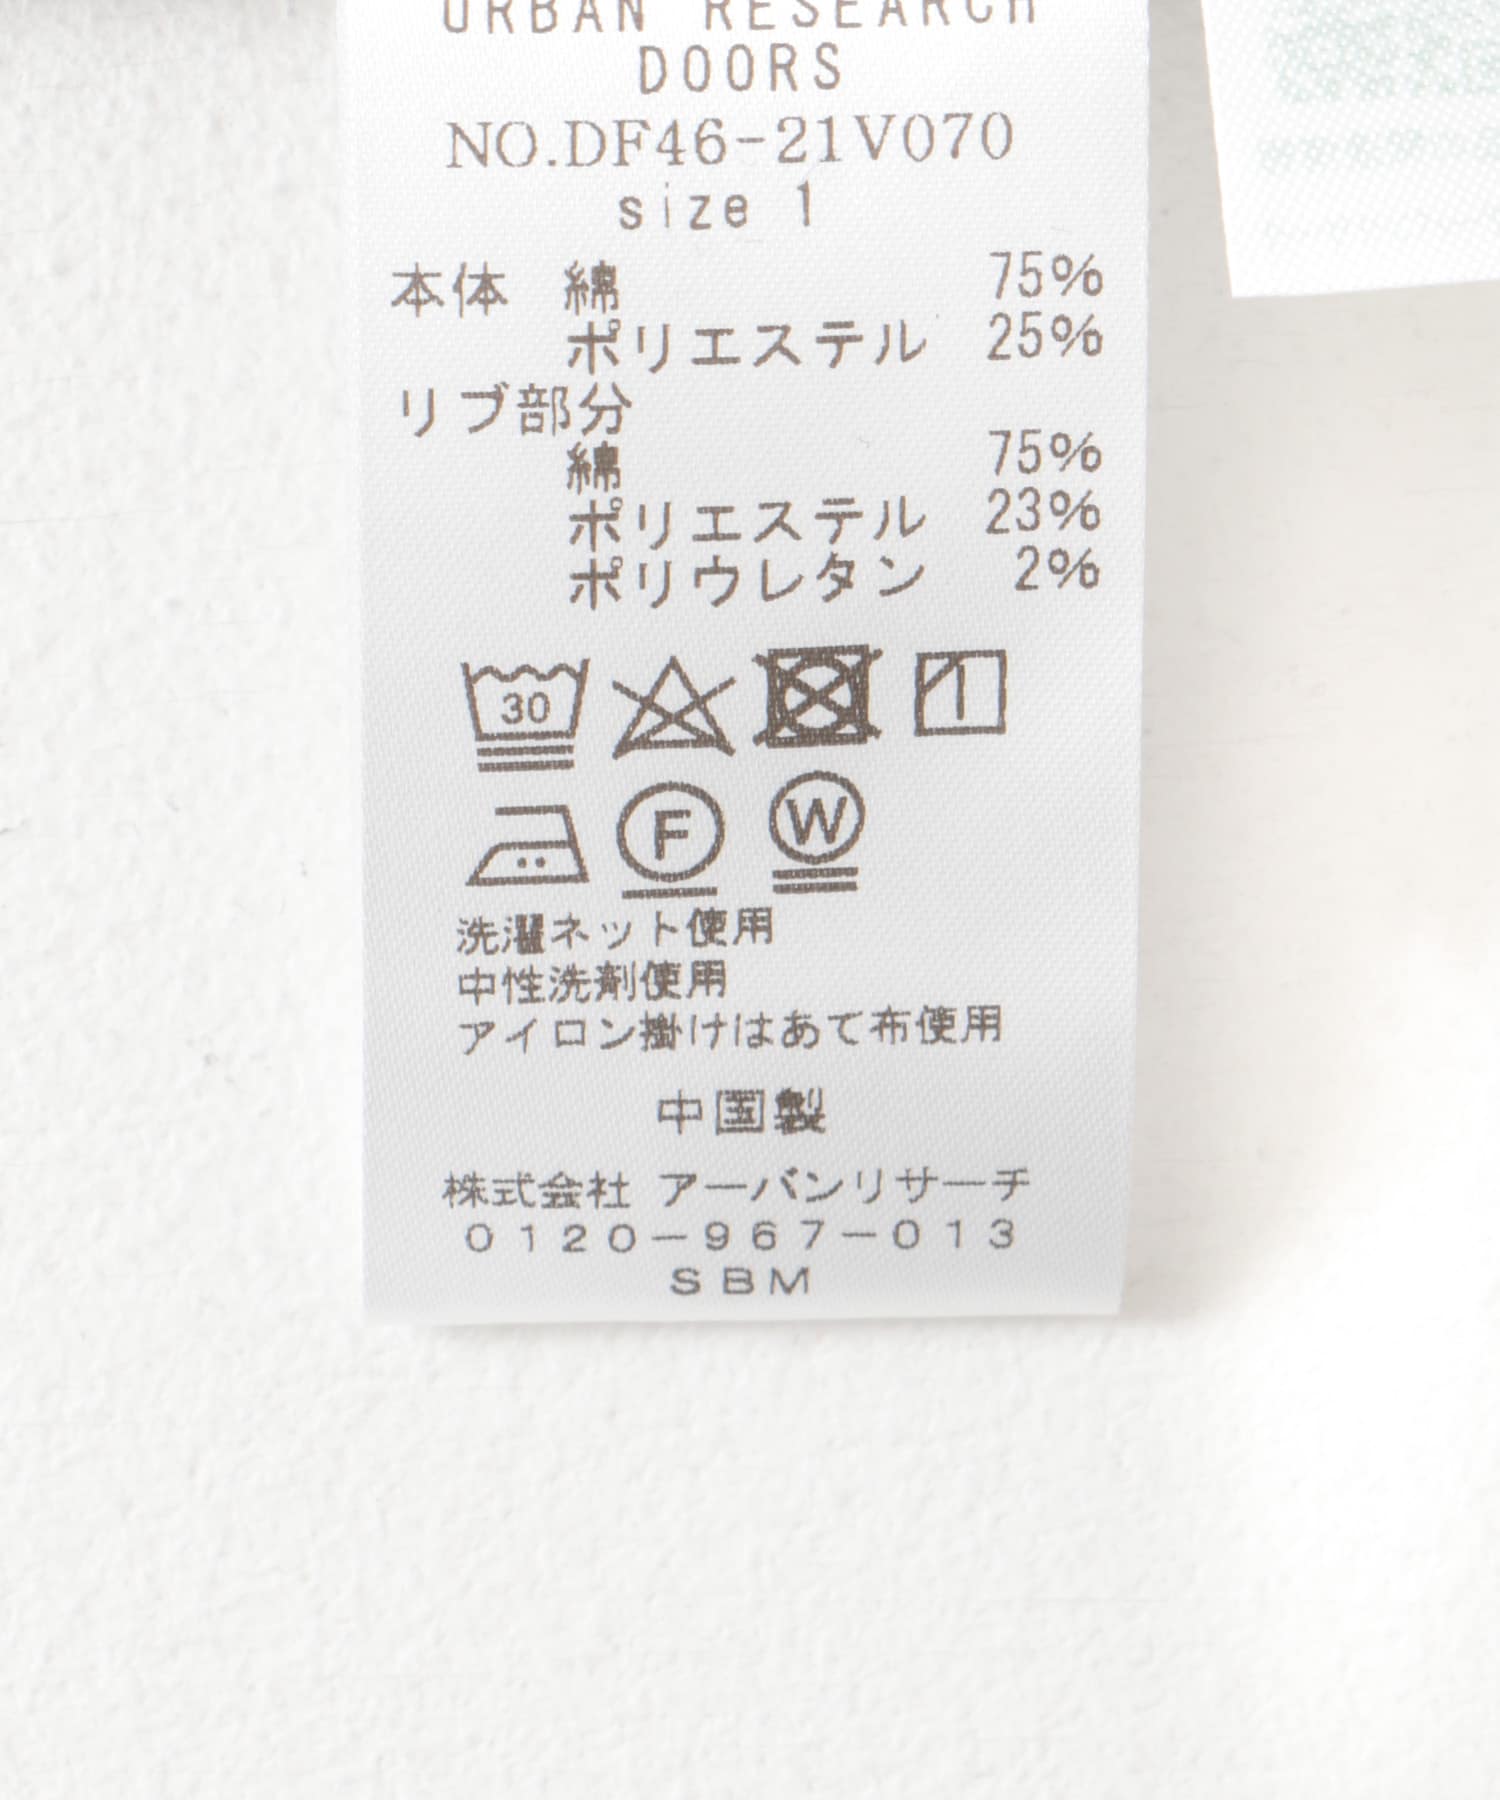 URBAN RESEARCH
DOORS
NO.DF46-21V070
size 1
本体 綿 75%
ポリエステル 25%
リブ部分
綿 75%
ポリエステル 23%
ポリウレタン 2%
30
F W
洗濯ネット使用
中性洗剤使用
アイロン掛けはあて布使用
中国製
株式会社 アーバンリサーチ
0120-967-013
SBM